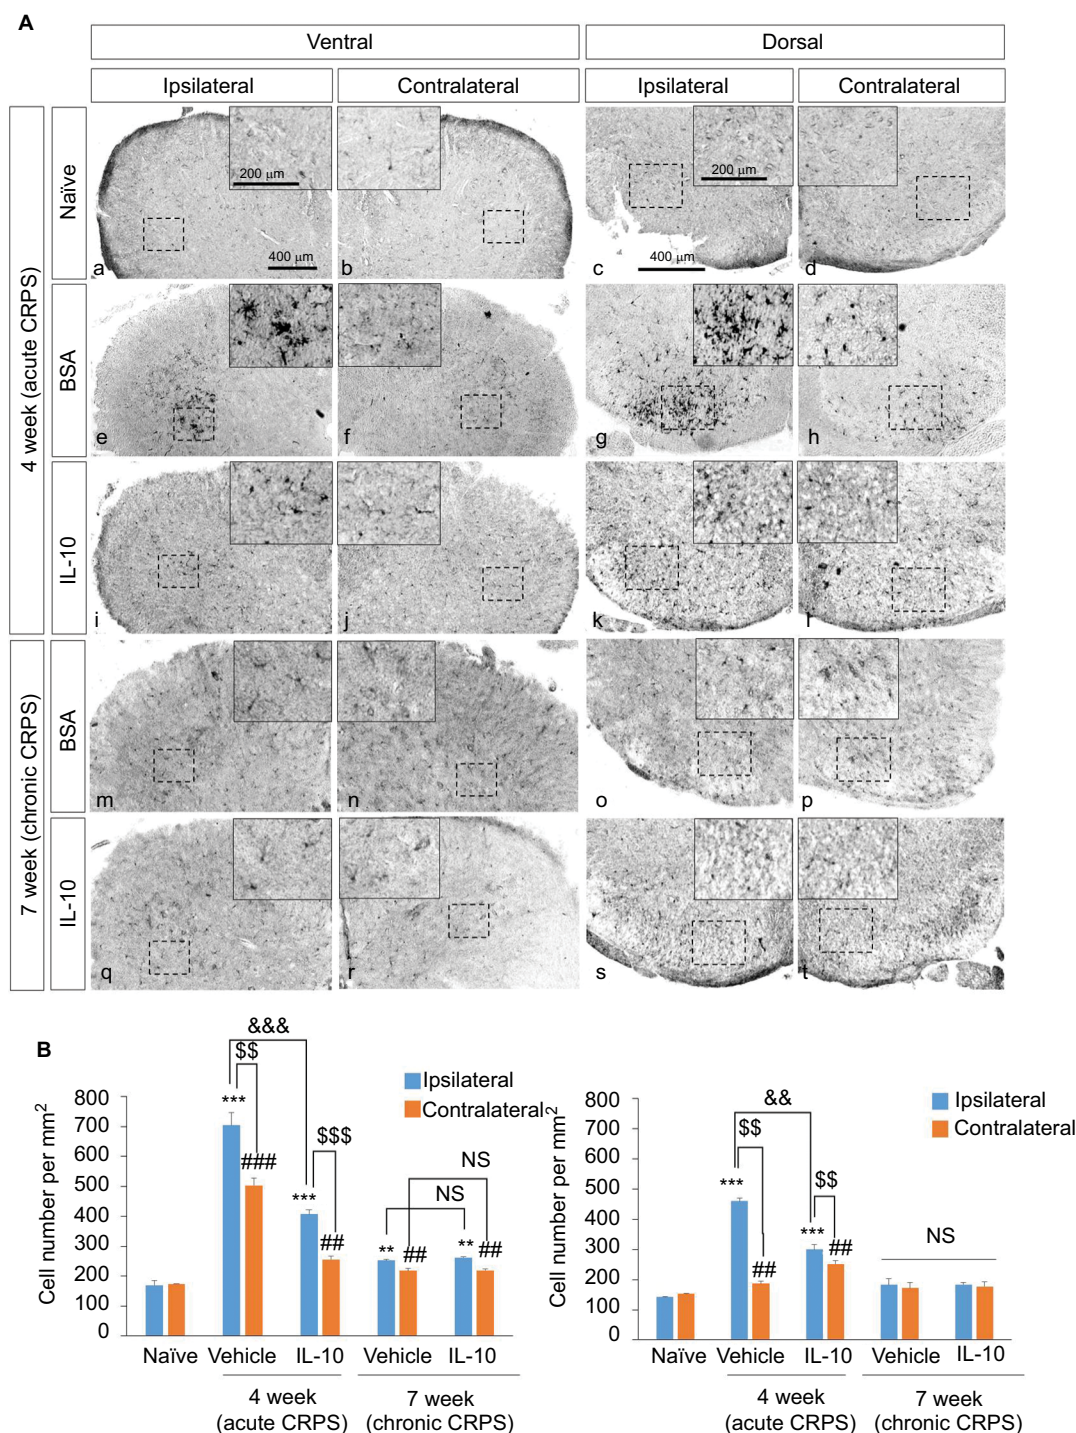 A
Ventral
Dorsal
Ipsilateral
Contralateral
Ipsilateral
Contralateral
4 week (acute CRPS)
Naïve
200 µm
400 µm
a
b
200 µm
400 µm
c
d
BSA
e
f
g
h
IL-10
i
j
k
l
7 week (chronic CRPS)
BSA
m
n
o
p
IL-10
q
r
s
t
B
&&&
$$
***
###
$$$
***
##
NS
NS
**
##
**
##
Ipsilateral
Contralateral
Cell number per mm²
800
700
600
500
400
300
200
100
0
Naïve
Vehicle
IL-10
Vehicle
IL-10
4 week
(acute CRPS)
7 week
(chronic CRPS)
&&
$$
***
##
$$
***
##
NS
Ipsilateral
Contralateral
Cell number per mm²
800
700
600
500
400
300
200
100
0
Naïve
Vehicle
IL-10
Vehicle
IL-10
4 week
(acute CRPS)
7 week
(chronic CRPS)